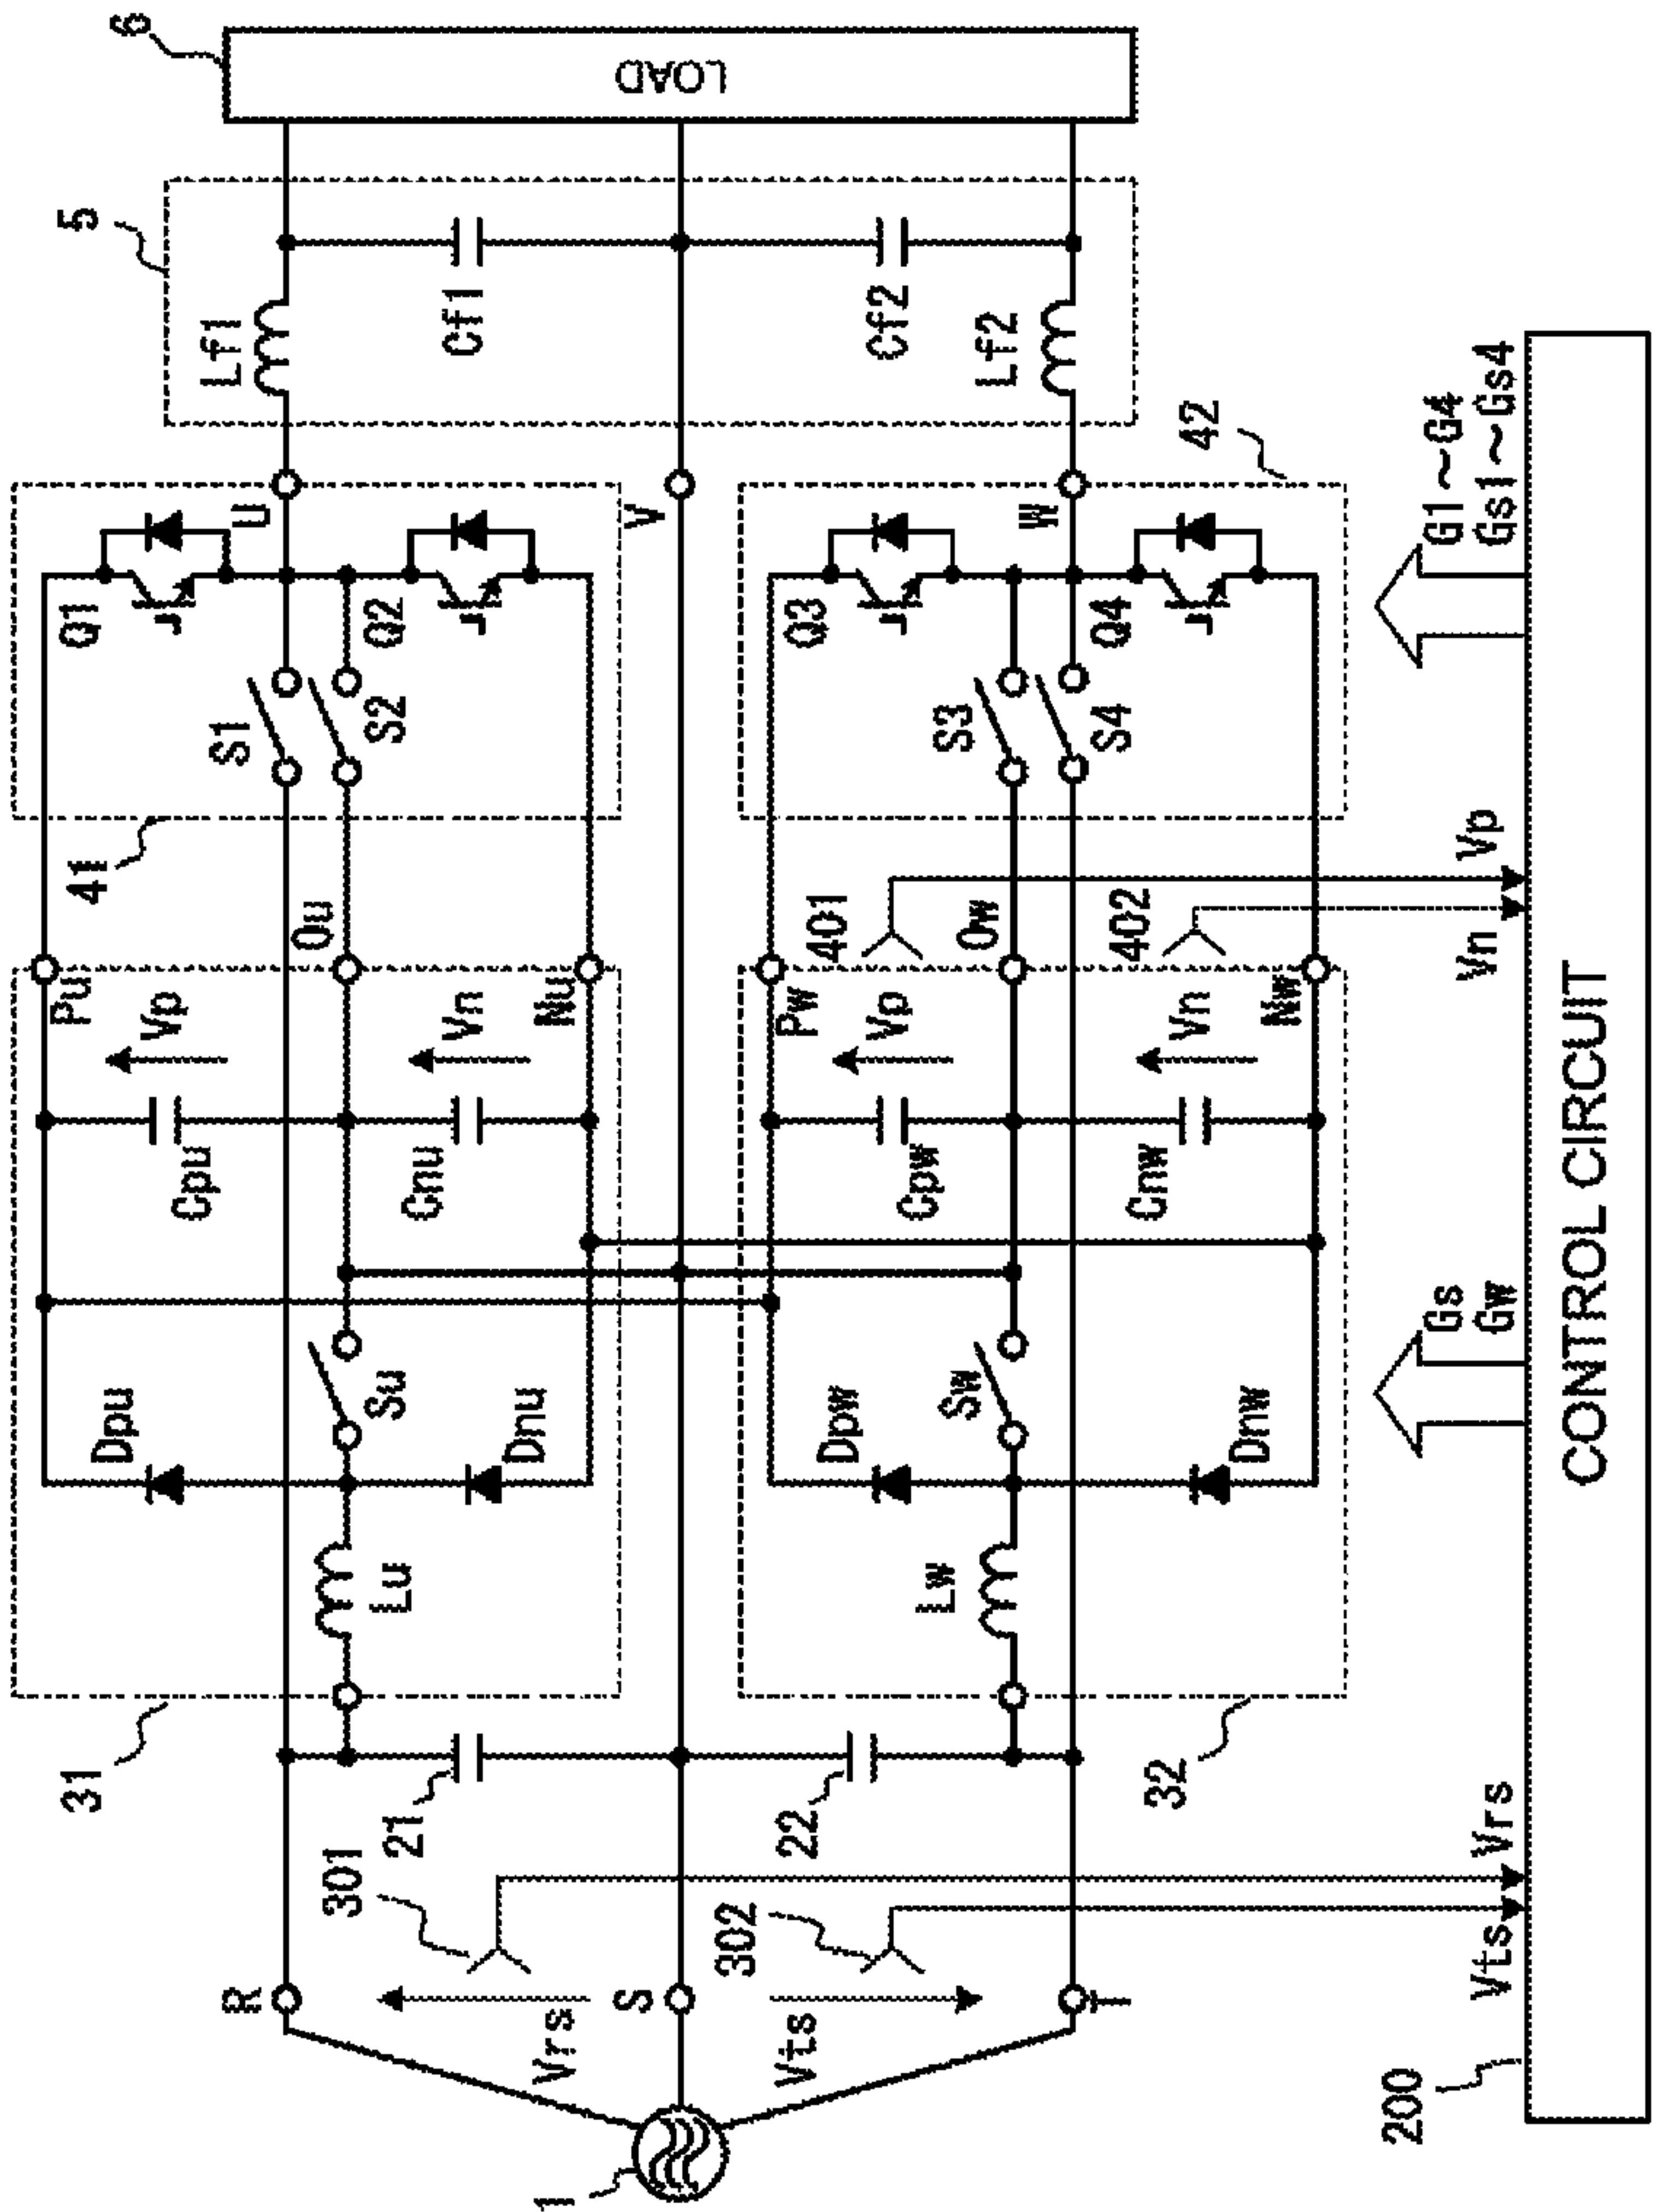 6
LOAD
5
Lf1
Cf1
Cf2
Lf2
42
G1~G4
Gs1~Gs4
U
V
W
Q1
Q2
Q3
Q4
S1
S2
S3
S4
41
Pu
Ou
Nu
Pw
401
Ow
402
Nw
Vp
Vn
Vp
Vn
Vp
Vn
Cpu
Cnu
Cpw
Cnw
Dpu
Su
Dnu
Dpw
Sw
Dnw
Gs
Gw
Lu
Lw
31
32
21
22
301
302
Vrs
Vts
R
S
T
Vrs
Vts
1
200
CONTROL CIRCUIT